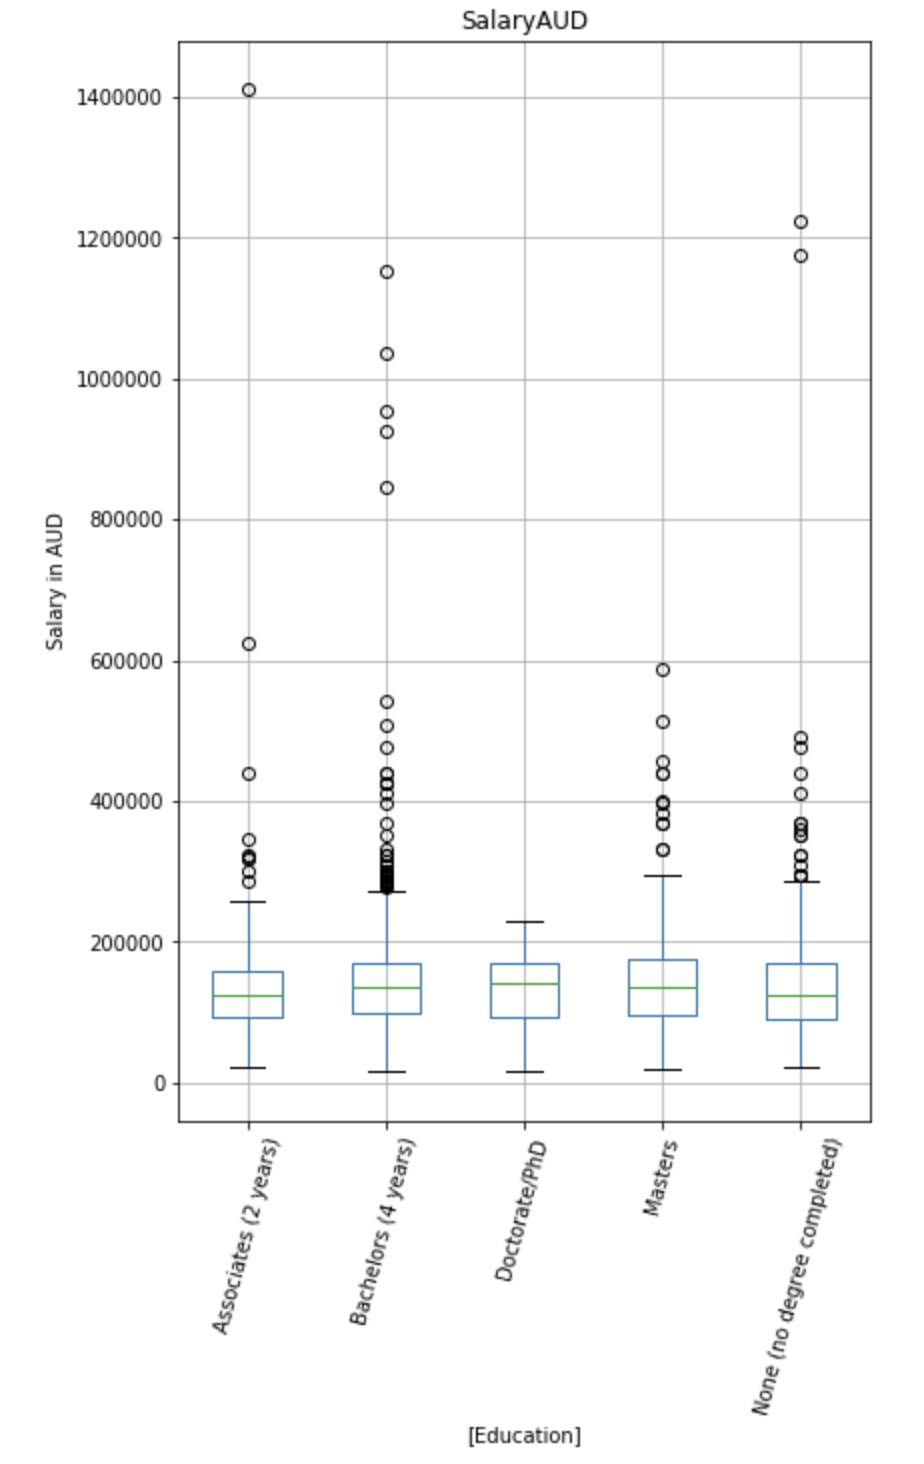 SalaryAUD
1400000
1200000
1000000
800000
600000
400000
200000
0
Salary in AUD
Associates (2 years)
Bachelors (4 years)
Doctorate/PhD
Masters
None (no degree completed)
[Education]